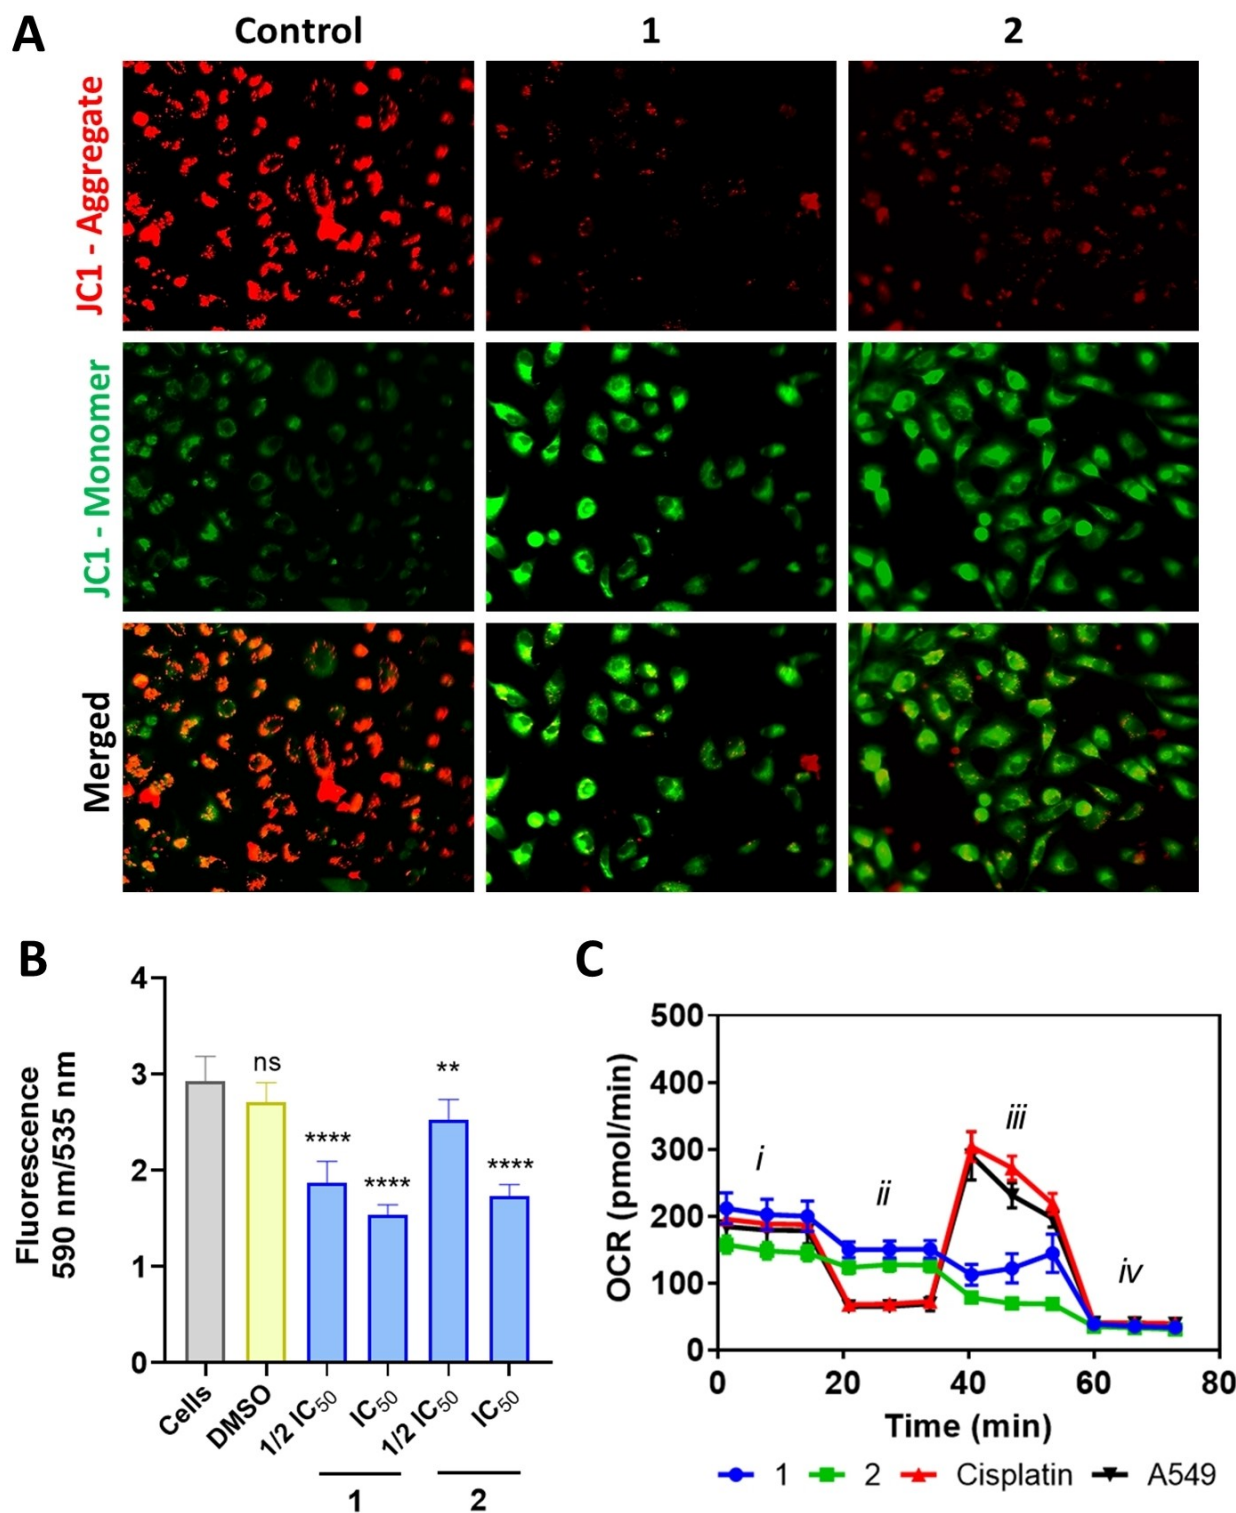 A
Control 1 2
JC1 - Aggregate
JC1 - Monomer
Merged
B
Fluorescence
590 nm/535 nm
4
3
2
1
0
ns
****
****
**
****
Cells DMSO 1/2 IC50 IC50 1/2 IC50 IC50
1 2
C
OCR (pmol/min)
500
400
300
200
100
0
i ii iii iv
0 20 40 60 80
Time (min)
1 2 Cisplatin A549